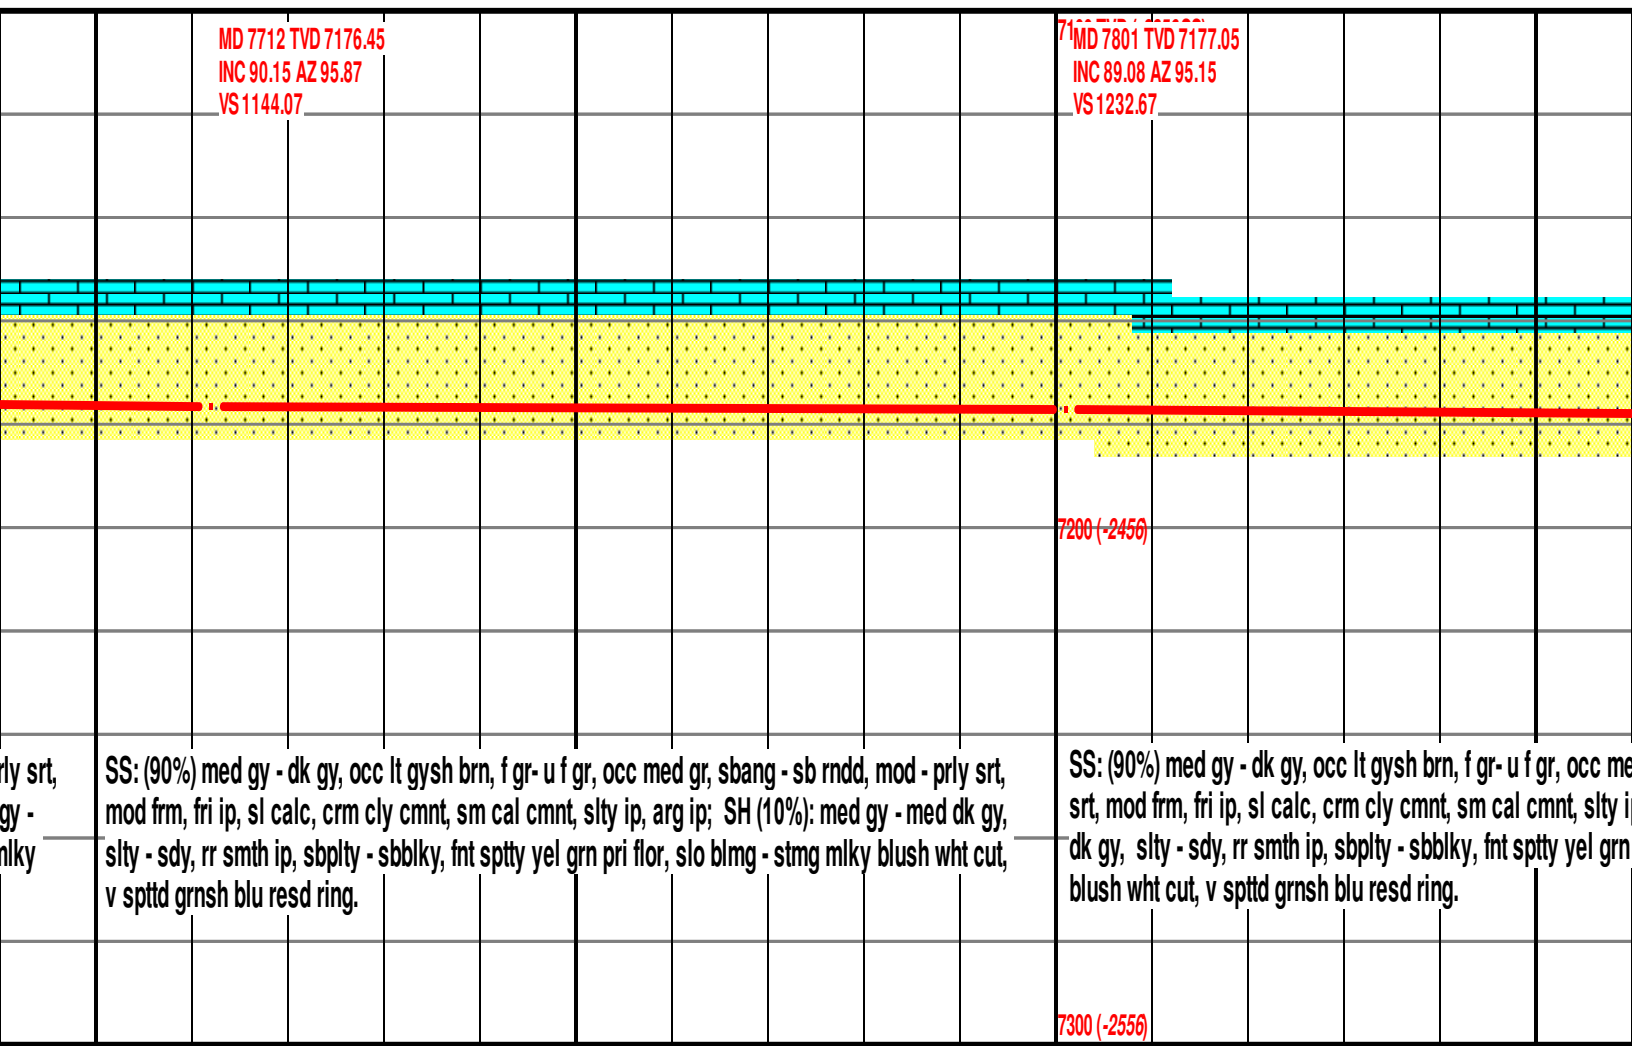 MD 7712 TVD 7176.45
INC 90.15 AZ 95.87
VS 1144.07
MD 7801 TVD 7177.05
INC 89.08 AZ 95.15
VS 1232.67
7200 (-2456)
rly srt,
gy -
mlky
SS: (90%) med gy - dk gy, occ lt gysh brn, f gr- u f gr, occ med gr, sbang - sb rndd, mod - prly srt,
mod frm, fri ip, sl calc, crm cly cmnt, sm cal cmnt, slty ip, arg ip; SH (10%): med gy - med dk gy,
slty - sdy, rr smth ip, sbplty - sbblky, fnt sptty yel grn pri flor, slo blmg - stmg mlky blush wht cut,
v spttd grnsh blu resd ring.
SS: (90%) med gy - dk gy, occ lt gysh brn, f gr- u f gr, occ me
srt, mod frm, fri ip, sl calc, crm cly cmnt, sm cal cmnt, slty ip
dk gy, slty - sdy, rr smth ip, sbplty - sbblky, fnt sptty yel grn
blush wht cut, v spttd grnsh blu resd ring.
7300 (-2556)